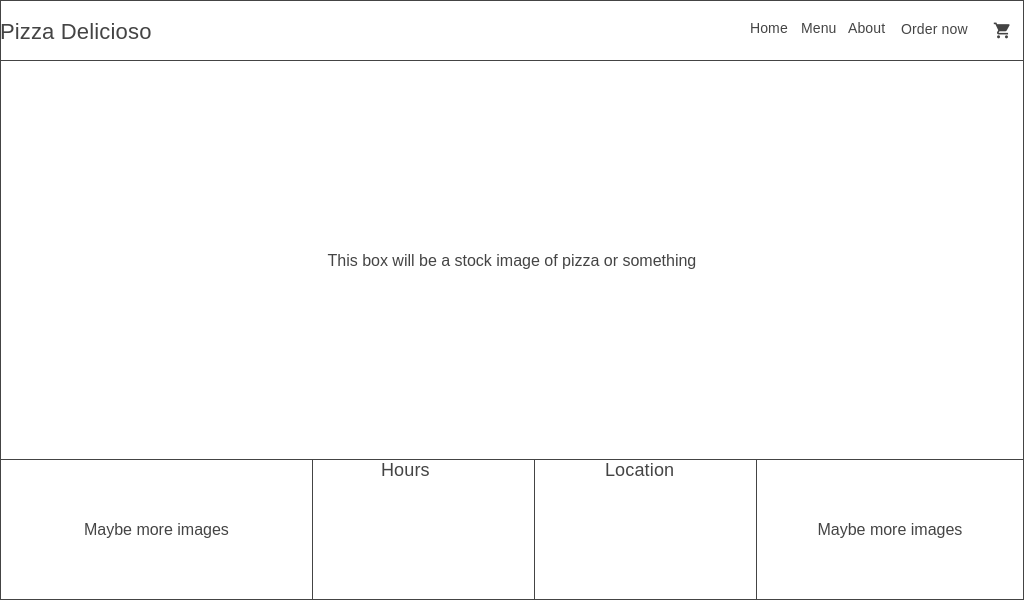 Pizza Delicioso
Home Menu About Order now
This box will be a stock image of pizza or something
Hours
Location
Maybe more images
Maybe more images